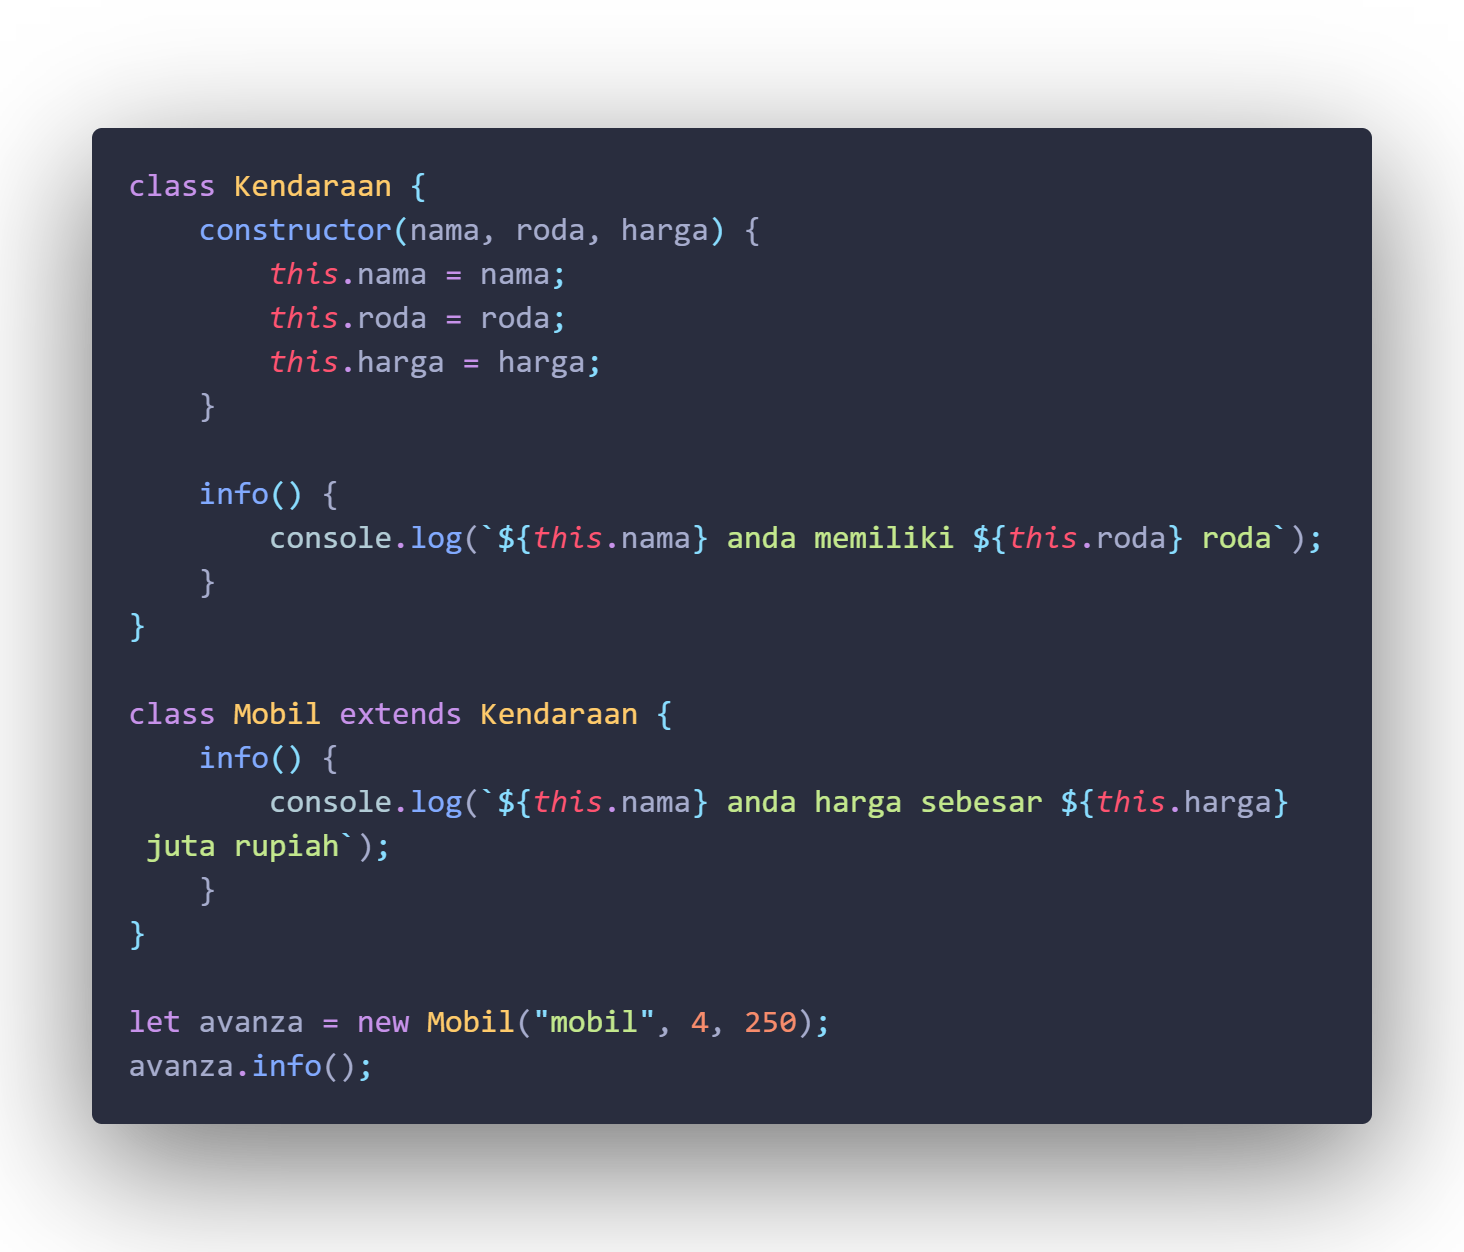 class Kendaraan {
    constructor(nama, roda, harga) {
        this.nama = nama;
        this.roda = roda;
        this.harga = harga;
    }

    info() {
        console.log(`${this.nama} anda memiliki ${this.roda} roda`);
    }
}

class Mobil extends Kendaraan {
    info() {
        console.log(`${this.nama} anda harga sebesar ${this.harga}
 juta rupiah`);
    }
}

let avanza = new Mobil("mobil", 4, 250);
avanza.info();